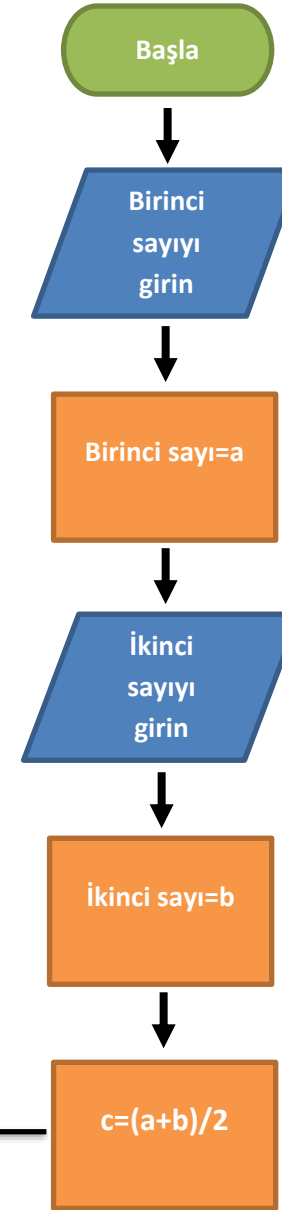 Başla
Birinci
sayıyı
girin
Birinci sayı=a
İkinci
sayıyı
girin
İkinci sayı=b
c=(a+b)/2